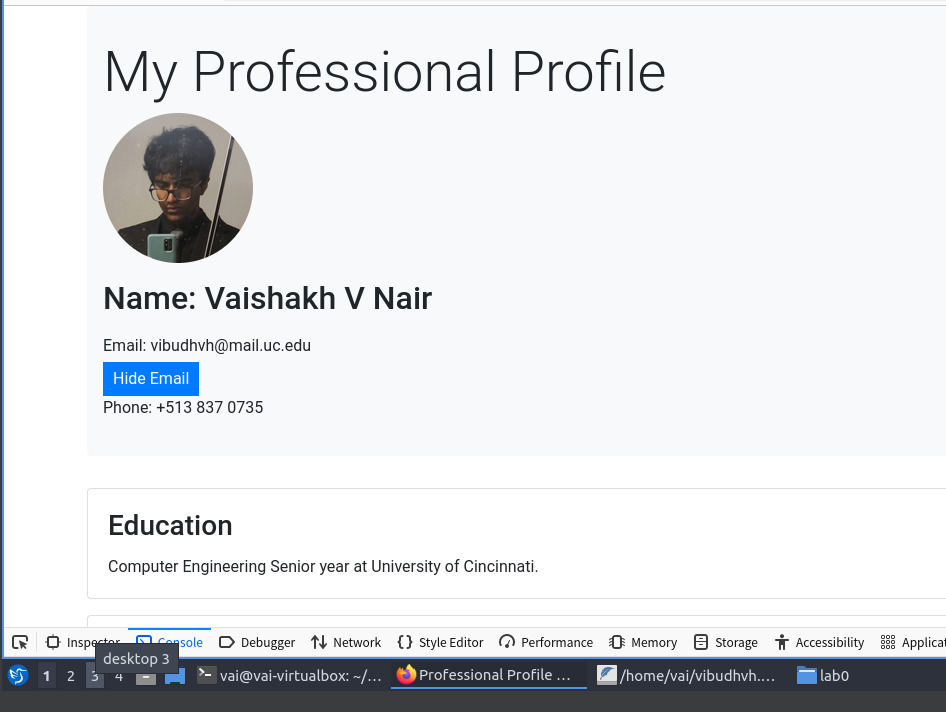 My Professional Profile
Name: Vaishakh V Nair
Email: vibudhvh@mail.uc.edu
Hide Email
Phone: +513 837 0735
Education
Computer Engineering Senior year at University of Cincinnati.
Inspector Console Debugger Network Style Editor Performance Memory Storage Accessibility Applicat
desktop 3
1 2 3 4 vai@vai-virtualbox: ~/... Professional Profile ... /home/vai/vibudhvh.... lab0